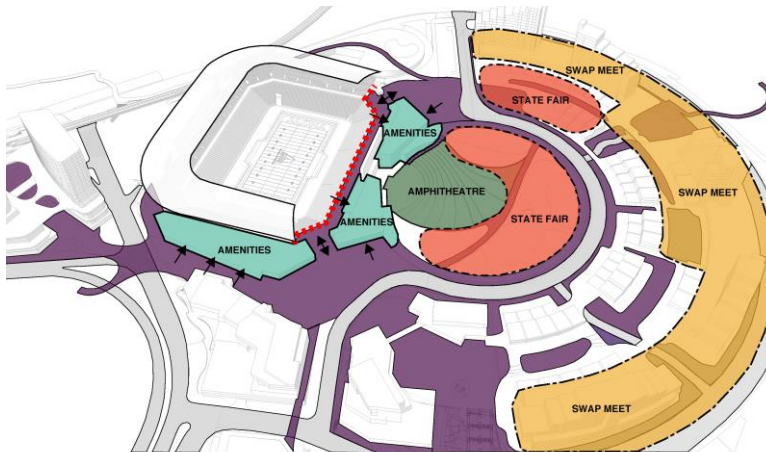 SWAP MEET
STATE FAIR
AMENITIES
AMPHITHEATRE
SWAP MEET
AMENITIES
STATE FAIR
AMENITIES
SWAP MEET